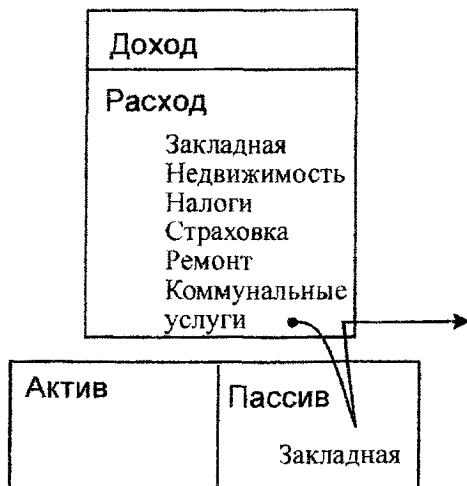 Доход
Расход
Закладная
Недвижимость
Налоги
Страховка
Ремонт
Коммунальные
услуги
Актив
Пассив
Закладная